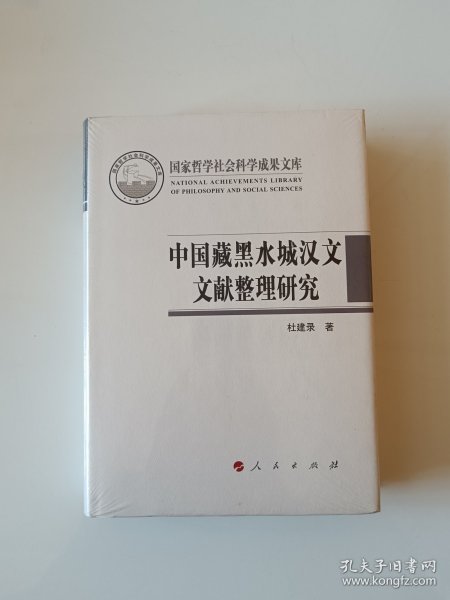 国家哲学社会科学成果文库
NATIONAL ACHIEVEMENTS LIBRARY
OF PHILOSOPHY AND SOCIAL SCIENCES
中国藏黑水城汉文
文献整理研究
杜建录 著
人民出版社
孔夫子旧书网
www.kongfz.com